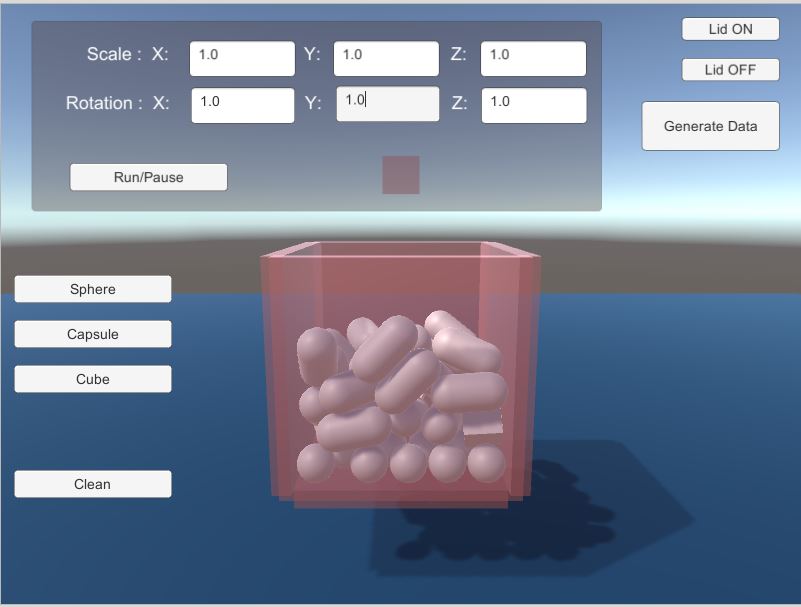 Scale : X: 1.0 Y: 1.0 Z: 1.0
Lid ON
Rotation : X: 1.0 Y: 1.0 Z: 1.0
Lid OFF
Generate Data
Run/Pause
Sphere
Capsule
Cube
Clean